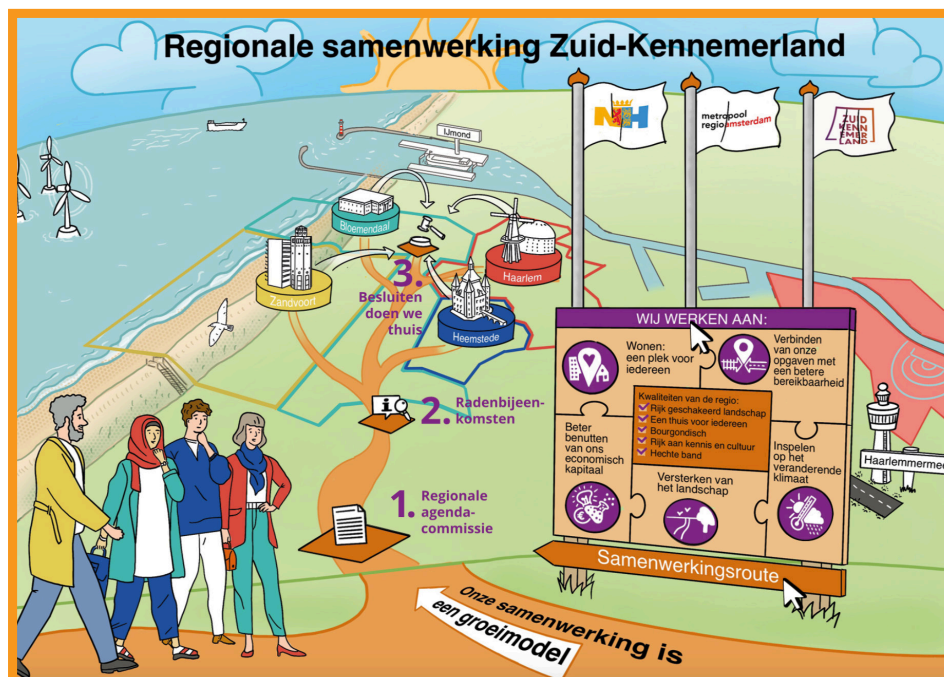 Regionale samenwerking Zuid-Kennemerland
NH
metropool
regioamsterdam
ZUID
KENN
EMER
LAND
IJmond
Bloemendaal
Haarlem
Zandvoort
Heemstede
3.
Besluiten
doen we
thuis
2. Radenbijeen-
komsten
1. Regionale
agenda-
commissie
WIJ WERKEN AAN:
Wonen:
een plek voor
iedereen
Verbinden
van onze
opgaven met
een betere
bereikbaarheid
Kwaliteiten van de regio:
Rijk geschakeerd landschap
Een thuis voor iedereen
Bourgondisch
Rijk aan kennis en cultuur
Hechte band
Beter
benutten
van ons
economisch
kapitaal
Versterken van
het landschap
Inspelen
op het
veranderende
klimaat
Haarlemmermee
Samenwerkingsroute
Onze samenwerking is
een groeimodel